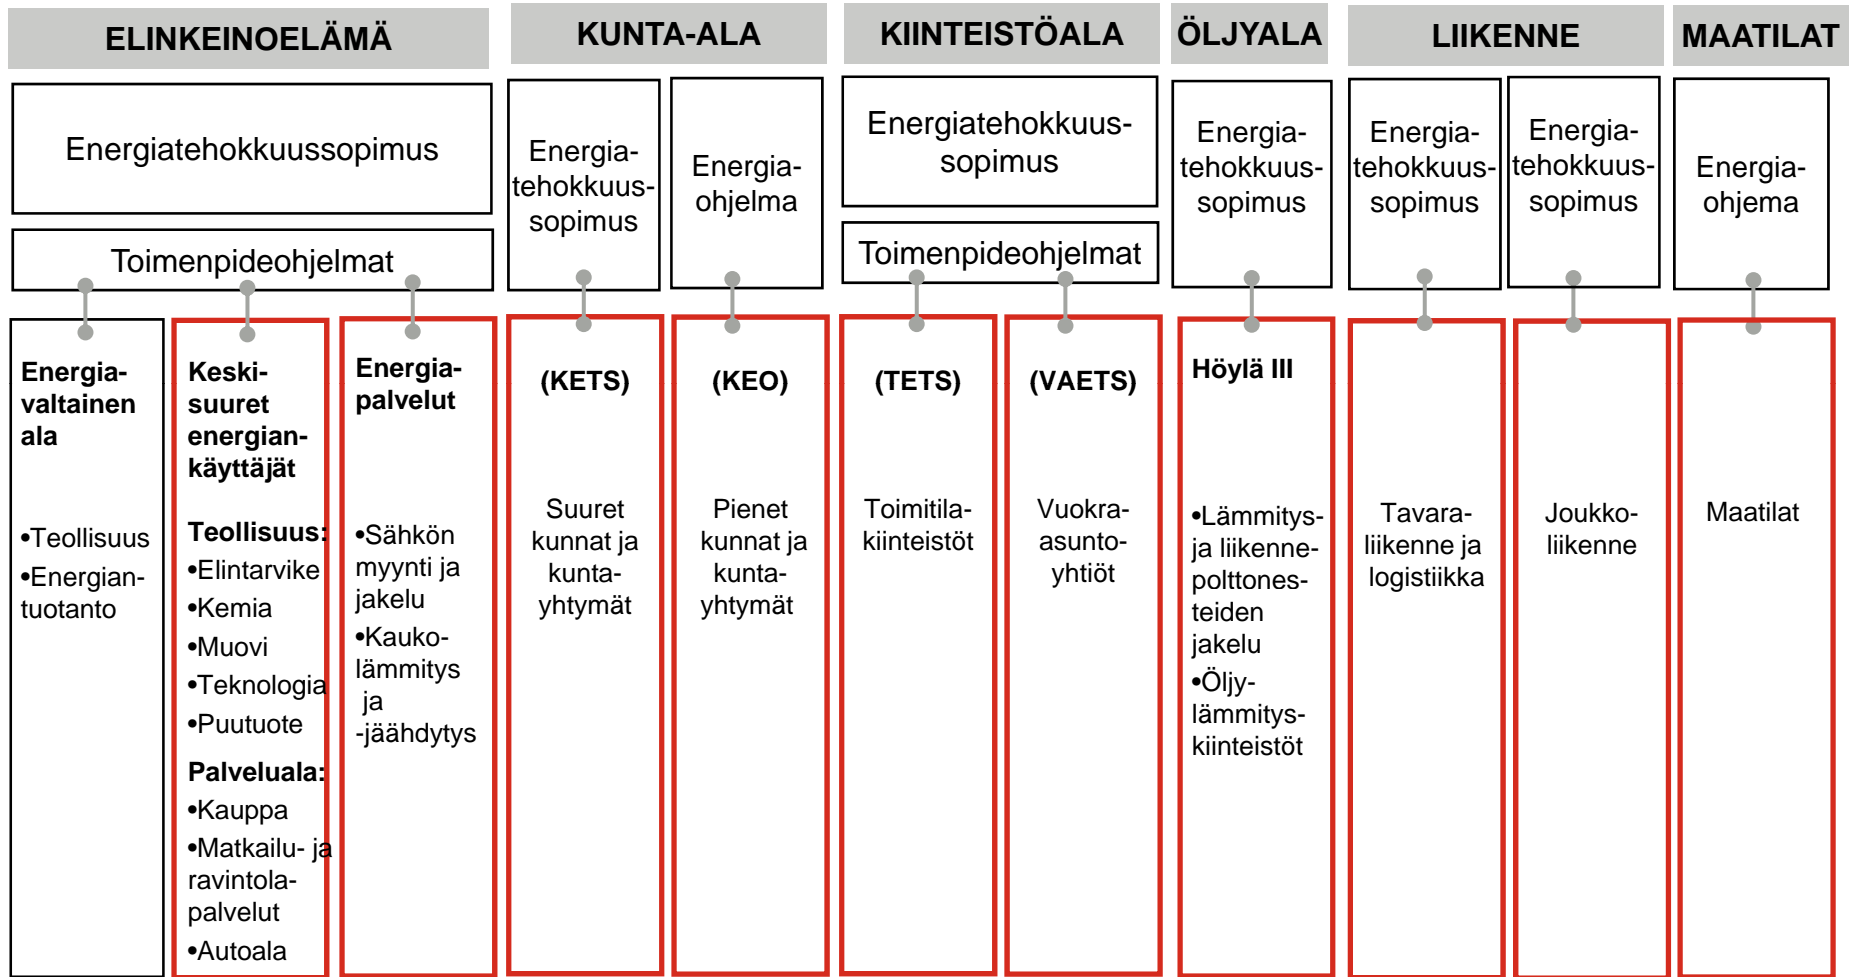 ELINKEINOELÄMÄ
KUNTA-ALA
KIINTEISTÖALA
ÖLJYALA
LIIKENNE
MAATILAT
Energiatehokkuussopimus
Toimenpideohjelmat
Energia-
tehokkuus-
sopimus
Energia-
ohjelma
Energiatehokkuus-
sopimus
Toimenpideohjelmat
Energia-
tehokkuus-
sopimus
Energia-
tehokkuus-
sopimus
Energia-
tehokkuus-
sopimus
Energia-
ohjema
Energia-
valtainen
ala
•Teollisuus
•Energian-
tuotanto
Keski-
suuret
energian-
käyttäjät
Teollisuus:
•Elintarvike
•Kemia
•Muovi
•Teknologia
•Puutuote
Palveluala:
•Kauppa
•Matkailu- ja
ravintola-
palvelut
•Autoala
Energia-
palvelut
•Sähkön
myynti ja
jakelu
•Kauko-
lämmitys
ja
-jäähdytys
(KETS)
Suuret
kunnat ja
kunta-
yhtymät
(KEO)
Pienet
kunnat ja
kunta-
yhtymät
(TETS)
Toimitila-
kiinteistöt
(VAETS)
Vuokra-
asunto-
yhtiöt
Höylä III
•Lämmitys-
ja liikenne-
polttones-
teiden
jakelu
•Öljy-
lämmitys-
kiinteistöt
Tavara-
liikenne ja
logistiikka
Joukko-
liikenne
Maatilat